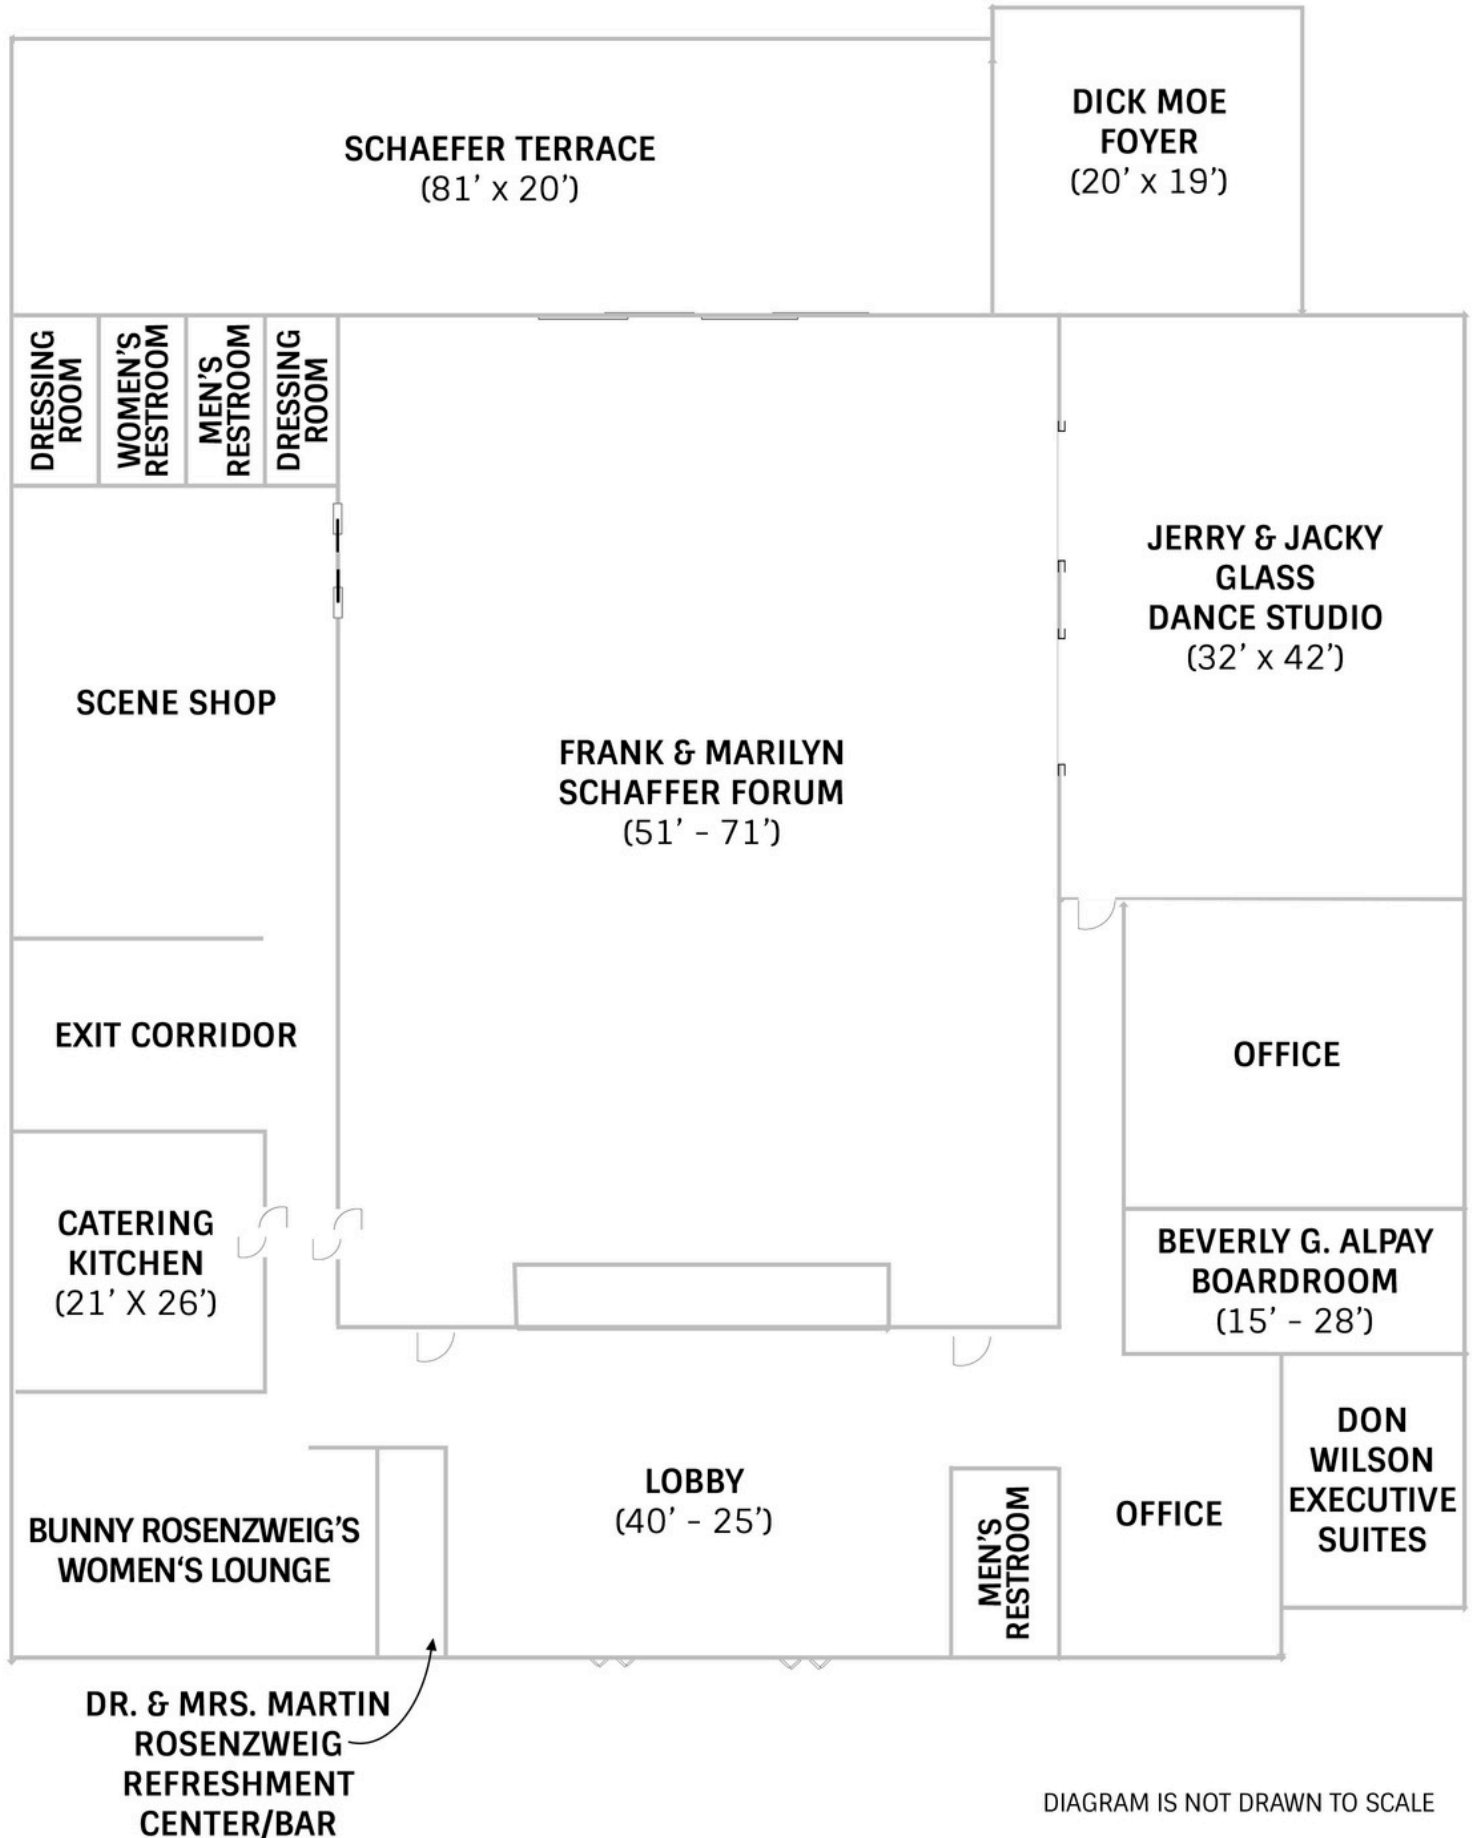 SCHAEFER TERRACE
(81’ x 20’)
DICK MOE
FOYER
(20’ x 19’)
DRESSING
ROOM
WOMEN’S
RESTROOM
MEN’S
RESTROOM
DRESSING
ROOM
JERRY & JACKY
GLASS
DANCE STUDIO
(32’ x 42’)
SCENE SHOP
FRANK & MARILYN
SCHAFFER FORUM
(51’ - 71’)
EXIT CORRIDOR
OFFICE
CATERING
KITCHEN
(21’ X 26’)
BEVERLY G. ALPAY
BOARDROOM
(15’ - 28’)
DON
WILSON
EXECUTIVE
SUITES
LOBBY
(40’ - 25’)
MEN’S
RESTROOM
OFFICE
BUNNY ROSENZWEIG’S
WOMEN‘S LOUNGE
DR. & MRS. MARTIN
ROSENZWEIG
REFRESHMENT
CENTER/BAR
DIAGRAM IS NOT DRAWN TO SCALE